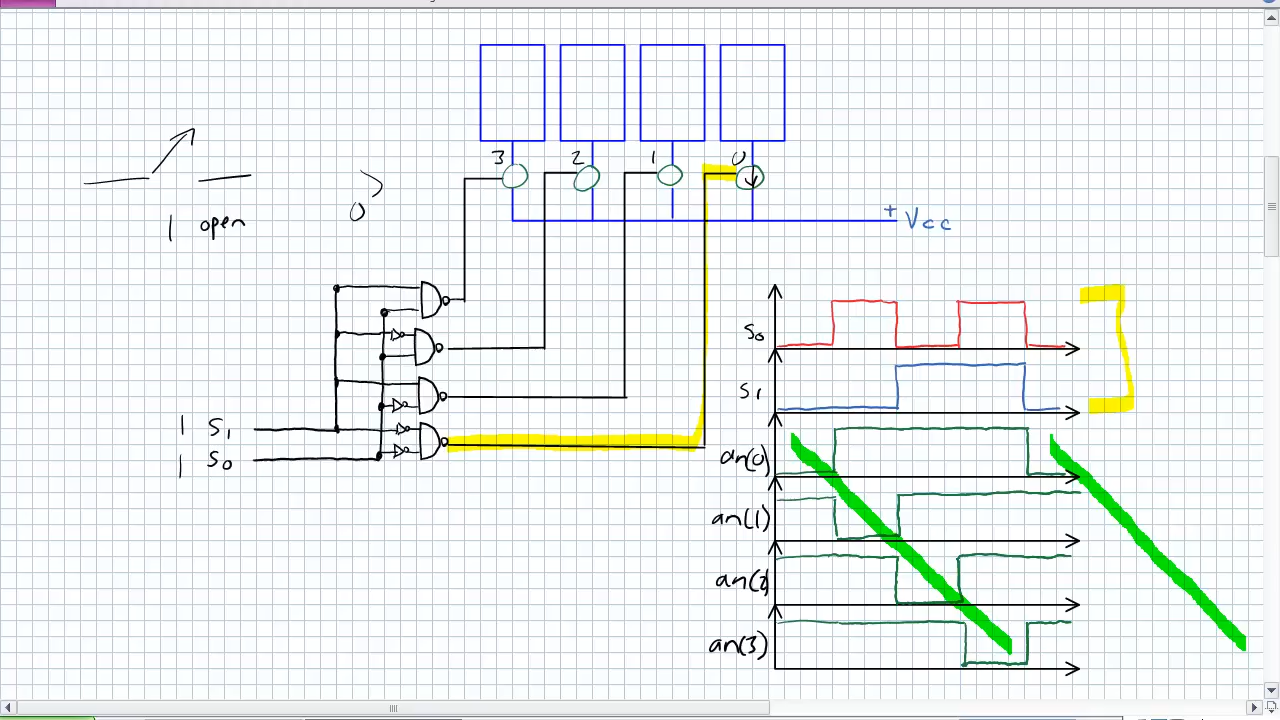 3 2 1 0
+ Vcc
0
1 open
1 S1
1 S0
S0
S1
an(0)
an(1)
an(2)
an(3)